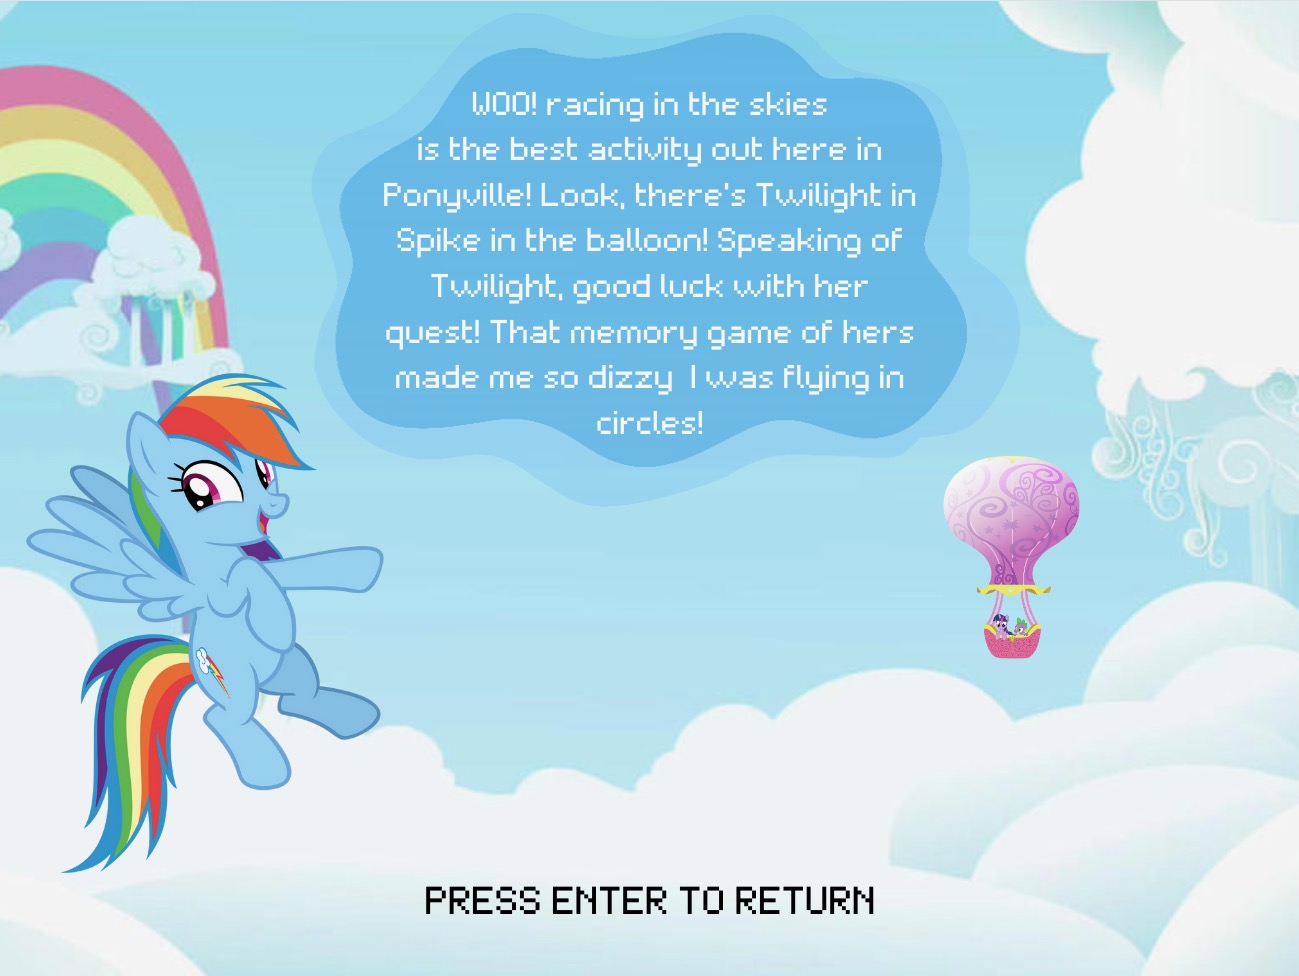 WOO! racing in the skies
is the best activity out here in
Ponyville! Look, there's Twilight in
Spike in the balloon! Speaking of
Twilight, good luck with her
quest! That memory game of hers
made me so dizzy I was flying in
circles!
PRESS ENTER TO RETURN